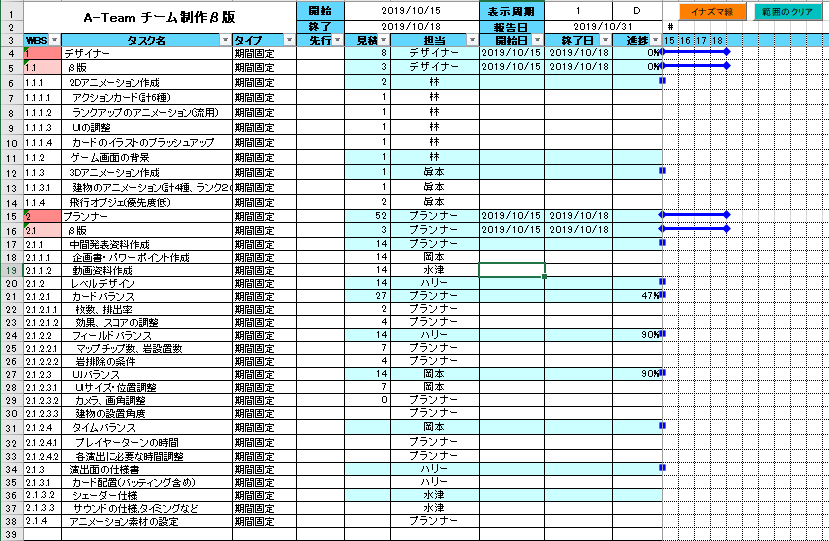 1 A-Team チーム制作β版 開始 2019/10/15 表示周期 1 D イナズマ線 範囲のクリア
2 終了 2019/10/18 報告日 2019/10/31 #
3 WBS タスク名 タイプ 先行 見積 担当 開始日 終了日 進捗 15 16 17 18
4 1 デザイナー 期間固定 8 デザイナー 2019/10/15 2019/10/18 0%
5 1.1 β版 期間固定 3 デザイナー 2019/10/15 2019/10/18 0%
6 1.1.1 2Dアニメーション作成 期間固定 2 林
7 1.1.1.1 アクションカード(計6種) 期間固定 1 林
8 1.1.1.2 ランクアップのアニメーション(流用) 期間固定 1 林
9 1.1.1.3 UIの調整 期間固定 1 林
10 1.1.1.4 カードのイラストのブラッシュアップ 期間固定 1 林
11 1.1.2 ゲーム画面の背景 期間固定 1 林
12 1.1.3 3Dアニメーション作成 期間固定 1 眞本
13 1.1.3.1 建物のアニメーション(計4種、ランク2の 期間固定 1 眞本
14 1.1.4 飛行オブジェ(優先度低) 期間固定 2 眞本
15 2 プランナー 期間固定 52 プランナー 2019/10/15 2019/10/18
16 2.1 β版 期間固定 3 プランナー 2019/10/15 2019/10/18
17 2.1.1 中間発表資料作成 期間固定 14 プランナー
18 2.1.1.1 企画書・パワーポイント作成 期間固定 14 岡本
19 2.1.1.2 動画資料作成 期間固定 14 水津
20 2.1.2 レベルデザイン 期間固定 14 ハリー
21 2.1.2.1 カードバランス 期間固定 27 プランナー 47%
22 2.1.2.1.1 枚数、排出率 期間固定 2 プランナー
23 2.1.2.1.2 効果、スコアの調整 期間固定 4 プランナー
24 2.1.2.2 フィールドバランス 期間固定 14 ハリー 90%
25 2.1.2.2.1 マップチップ数、岩設置数 期間固定 7 プランナー
26 2.1.2.2.2 岩排除の条件 期間固定 4 プランナー
27 2.1.2.3 UIバランス 期間固定 14 岡本 90%
28 2.1.2.3.1 UIサイズ・位置調整 期間固定 7 岡本
29 2.1.2.3.2 カメラ、画角調整 期間固定 0 プランナー
30 2.1.2.3.3 建物の設置角度 期間固定 プランナー
31 2.1.2.4 タイムバランス 期間固定 岡本
32 2.1.2.4.1 プレイヤーターンの時間 期間固定 プランナー
33 2.1.2.4.2 各演出に必要な時間調整 期間固定 プランナー
34 2.1.3 演出面の仕様書 期間固定 ハリー
35 2.1.3.1 カード配置(バッティング含め) 期間固定 ハリー
36 2.1.3.2 シェーダー仕様 期間固定 水津
37 2.1.3.3 サウンドの仕様,タイミングなど 期間固定 水津
38 2.1.4 アニメーション素材の設定 期間固定 プランナー
39